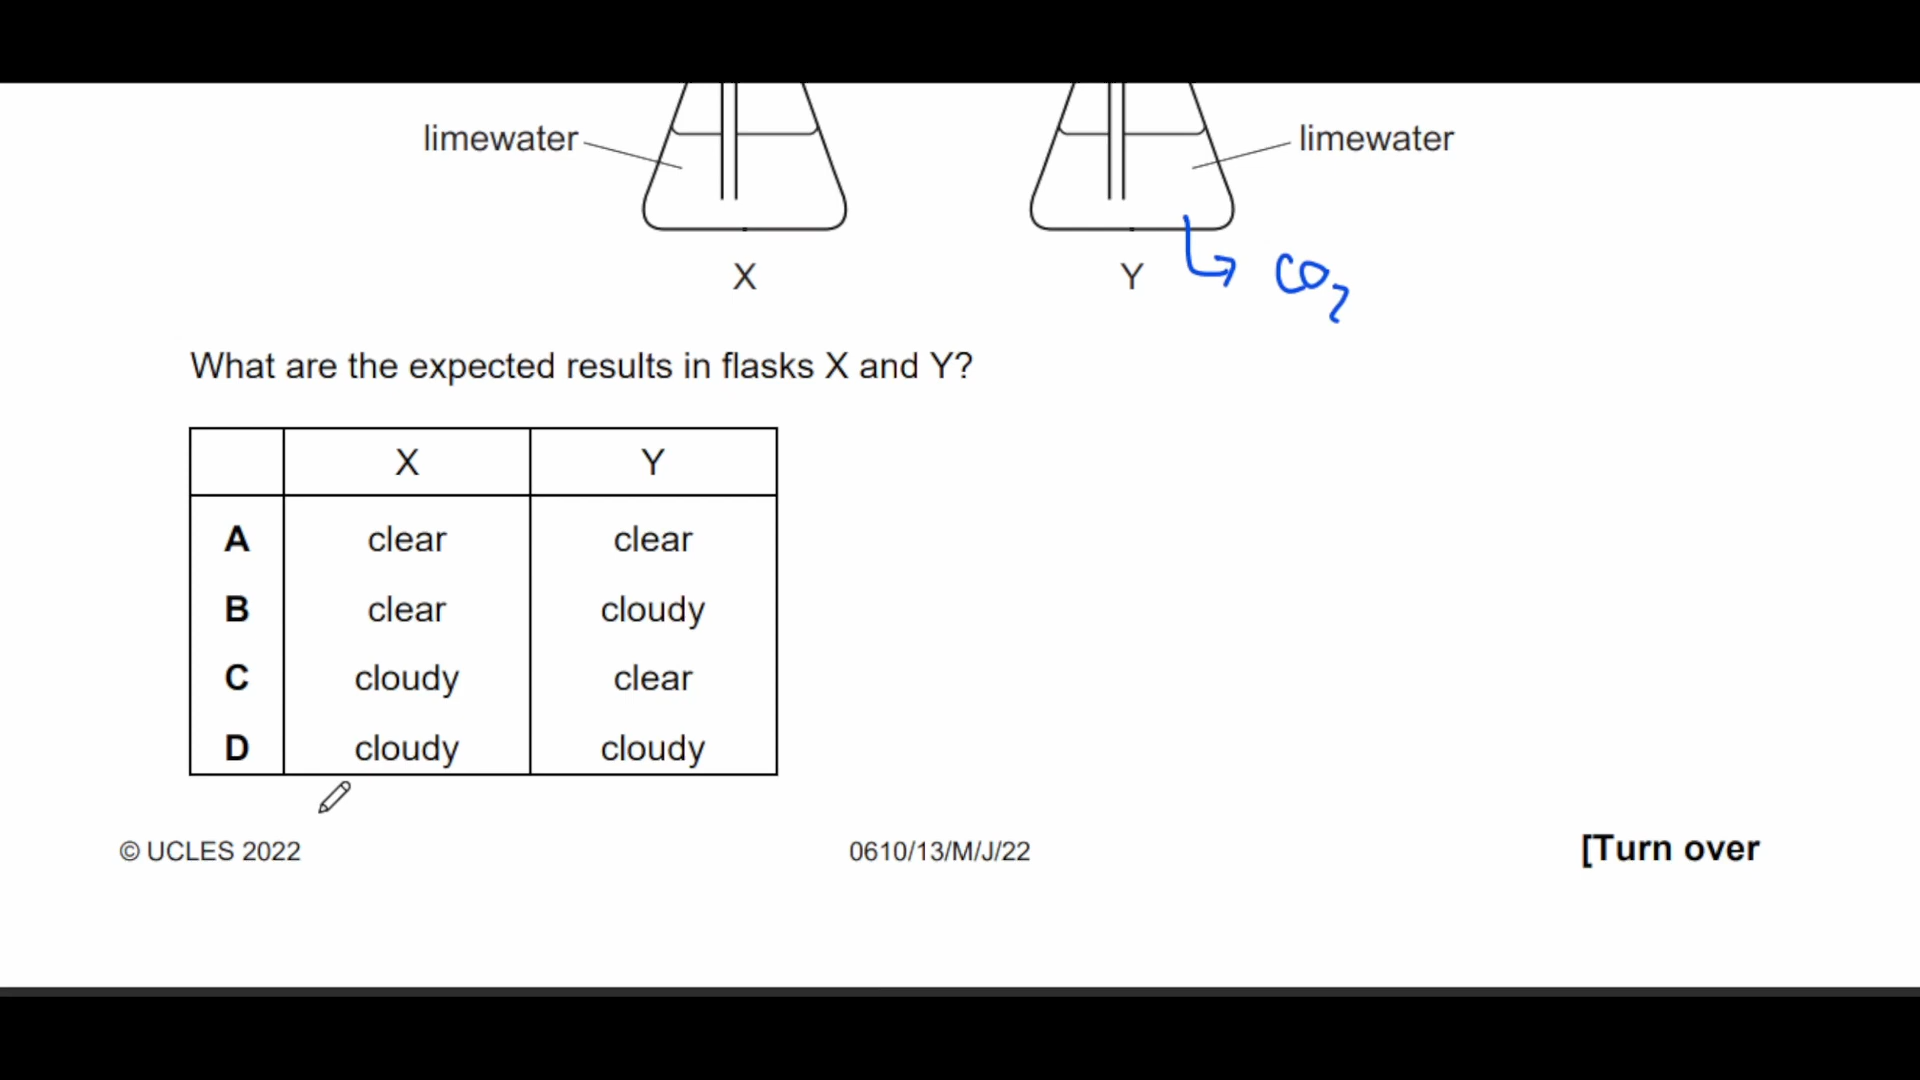 limewater limewater
X Y CO2
What are the expected results in flasks X and Y?
X Y
A clear clear
B clear cloudy
C cloudy clear
D cloudy cloudy
© UCLES 2022 0610/13/M/J/22 [Turn over